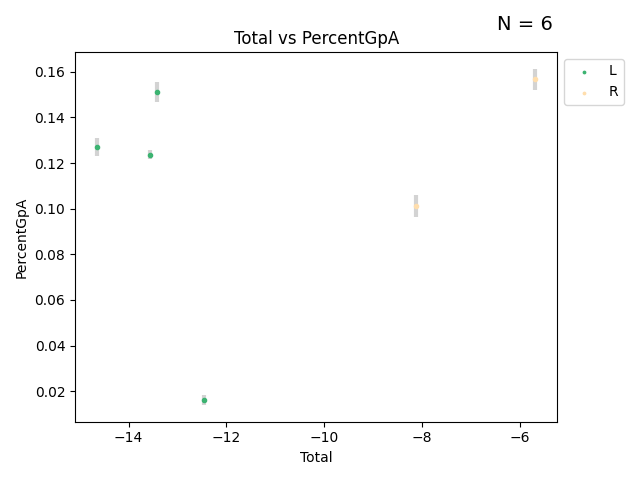 N = 6
Total vs PercentGpA
L
R
PercentGpA
0.16
0.14
0.12
0.10
0.08
0.06
0.04
0.02
−14
−12
−10
−8
−6
Total